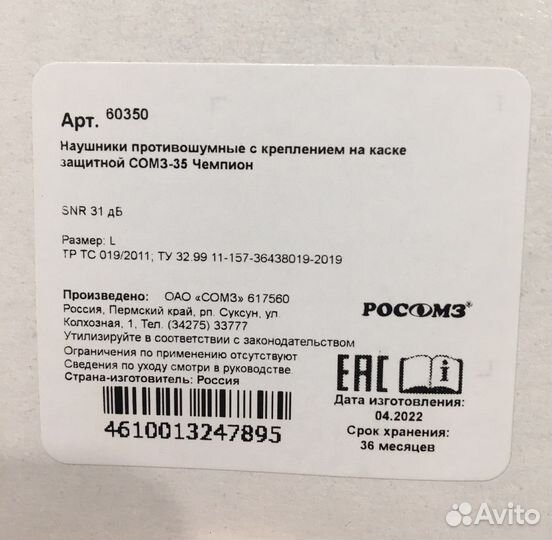 Арт. 60350
Наушники противошумные с креплением на каске
защитной СОМЗ-35 Чемпион
SNR 31 дБ
Размер: L
ТР ТС 019/2011; ТУ 32.99 11-157-36438019-2019
Произведено: ОАО «СОМЗ» 617560
Россия, Пермский край, рп. Суксун, ул.
Колхозная, 1, Тел. (34275) 33777
Утилизируйте в соответствии с законодательством
Ограничения по применению отсутствуют
Сведения по уходу смотри в руководстве
Страна-изготовитель: Россия
4610013247895
РОСОМЗ®
ЕАС i
Дата изготовления:
04.2022
Срок хранения:
36 месяцев
Avito